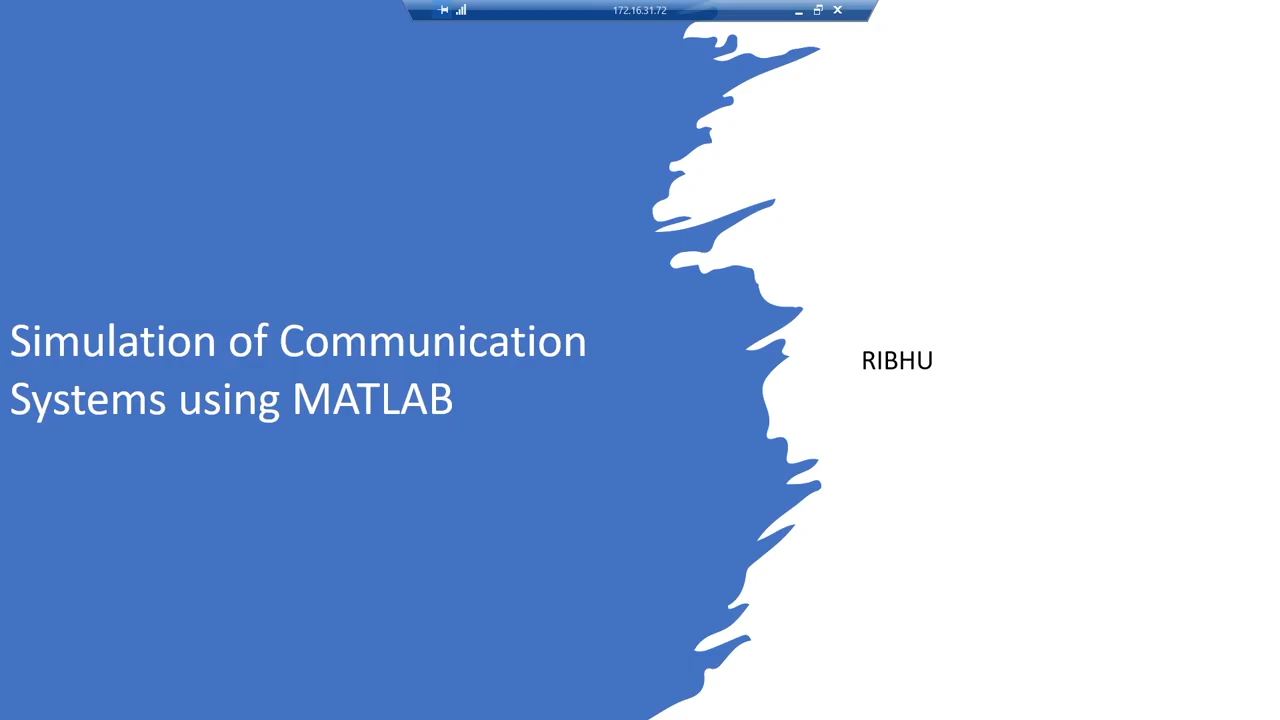 172.16.31.72
Simulation of Communication
Systems using MATLAB
RIBHU